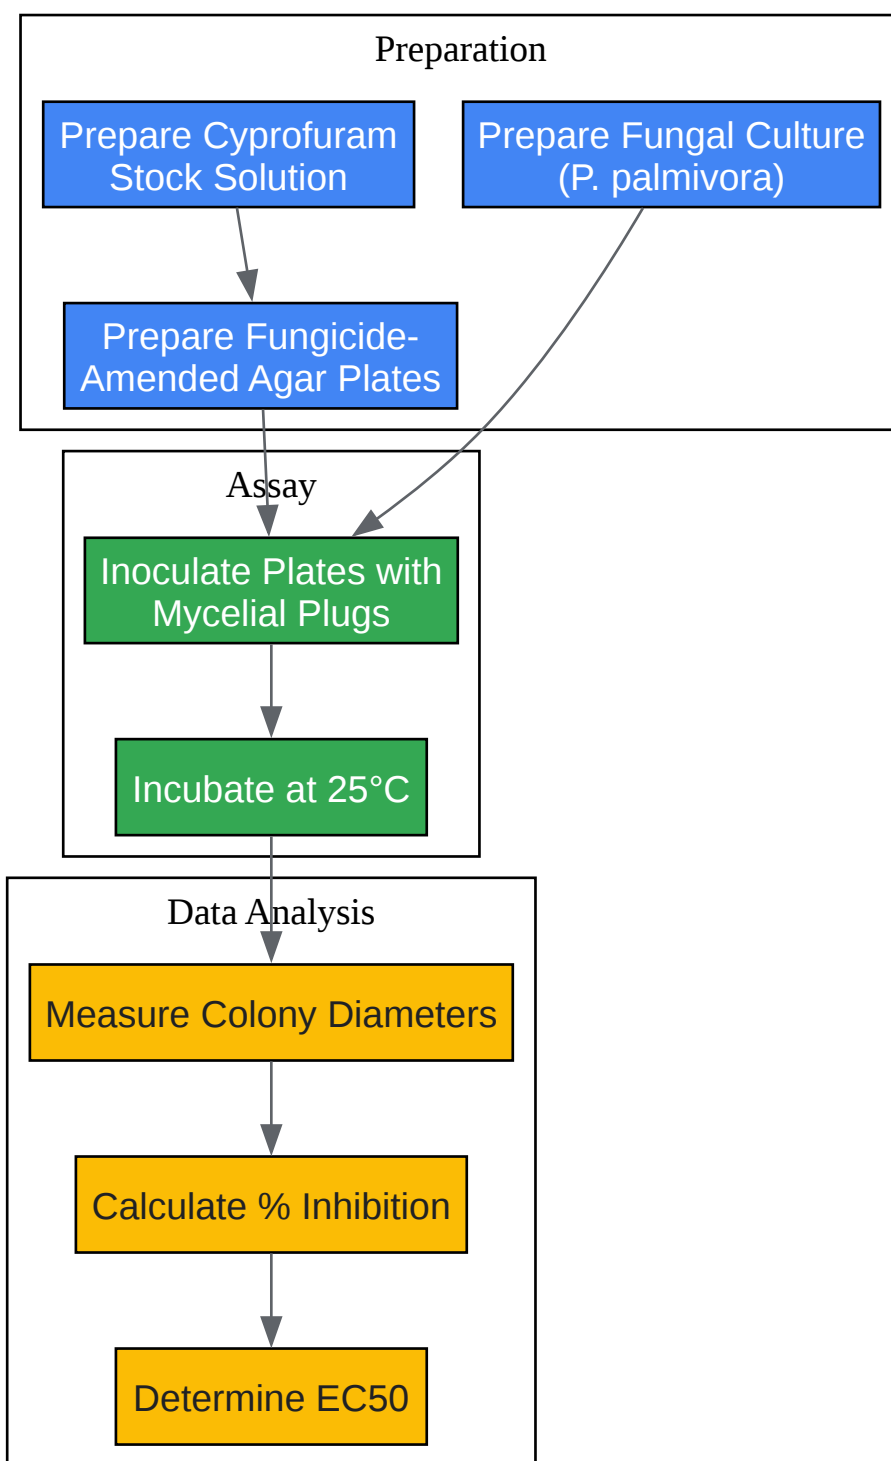 Preparation
Prepare Cyprofuram
Stock Solution
Prepare Fungal Culture
(P. palmivora)
Prepare Fungicide-
Amended Agar Plates
Assay
Inoculate Plates with
Mycelial Plugs
Incubate at 25°C
Data Analysis
Measure Colony Diameters
Calculate % Inhibition
Determine EC50